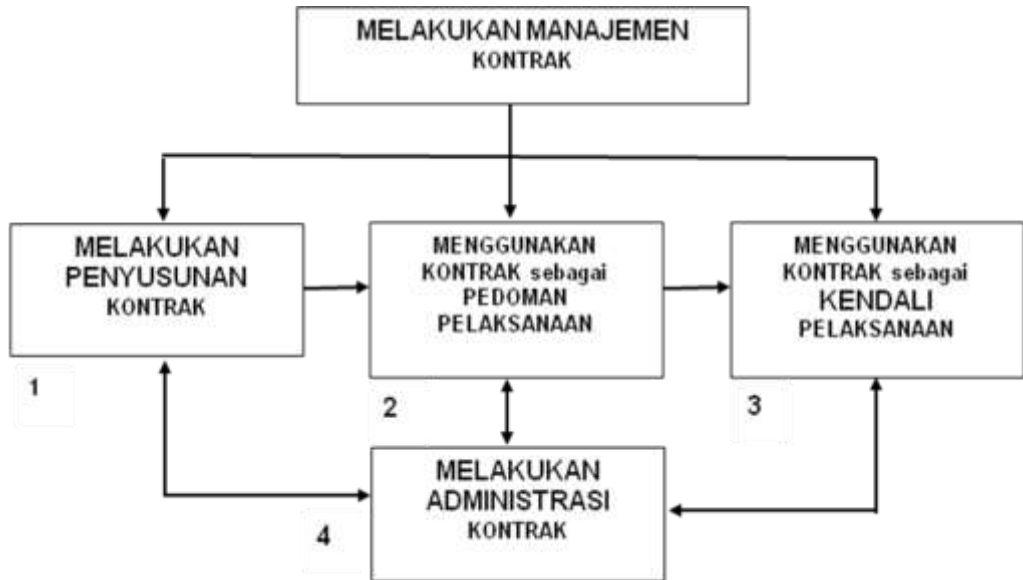 MELAKUKAN MANAJEMEN
KONTRAK
MELAKUKAN
PENYUSUNAN
KONTRAK
1
MENGGUNAKAN
KONTRAK sebagai
PEDOMAN
PELAKSANAAN
2
MENGGUNAKAN
KONTRAK sebagai
KENDALI
PELAKSANAAN
3
MELAKUKAN
ADMINISTRASI
KONTRAK
4